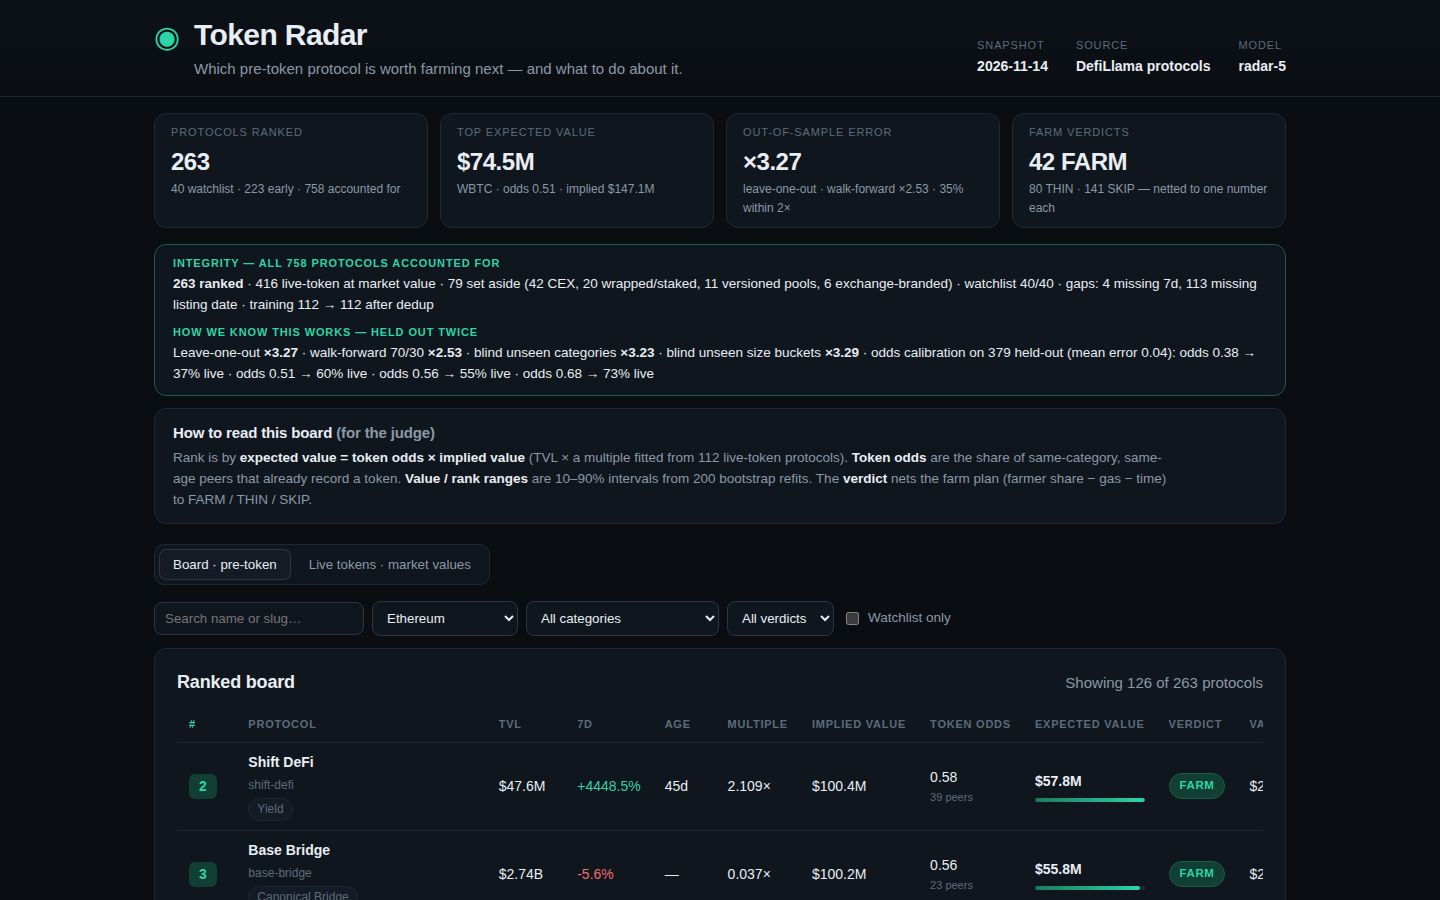 Token Radar
Which pre-token protocol is worth farming next — and what to do about it.
SNAPSHOT
2026-11-14
SOURCE
DefiLlama protocols
MODEL
radar-5
PROTOCOLS RANKED
263
40 watchlist · 223 early · 758 accounted for
TOP EXPECTED VALUE
$74.5M
WBTC · odds 0.51 · implied $147.1M
OUT-OF-SAMPLE ERROR
×3.27
leave-one-out · walk-forward ×2.53 · 35%
within 2×
FARM VERDICTS
42 FARM
80 THIN · 141 SKIP — netted to one number
each
INTEGRITY — ALL 758 PROTOCOLS ACCOUNTED FOR
263 ranked · 416 live-token at market value · 79 set aside (42 CEX, 20 wrapped/staked, 11 versioned pools, 6 exchange-branded) · watchlist 40/40 · gaps: 4 missing 7d, 113 missing
listing date · training 112 → 112 after dedup
HOW WE KNOW THIS WORKS — HELD OUT TWICE
Leave-one-out ×3.27 · walk-forward 70/30 ×2.53 · blind unseen categories ×3.23 · blind unseen size buckets ×3.29 · odds calibration on 379 held-out (mean error 0.04): odds 0.38 →
37% live · odds 0.51 → 60% live · odds 0.56 → 55% live · odds 0.68 → 73% live
How to read this board (for the judge)
Rank is by expected value = token odds × implied value (TVL × a multiple fitted from 112 live-token protocols). Token odds are the share of same-category, same-
age peers that already record a token. Value / rank ranges are 10–90% intervals from 200 bootstrap refits. The verdict nets the farm plan (farmer share − gas − time)
to FARM / THIN / SKIP.
Board · pre-token
Live tokens · market values
Search name or slug…
Ethereum
All categories
All verdicts
Watchlist only
Ranked board
Showing 126 of 263 protocols
# PROTOCOL TVL 7D AGE MULTIPLE IMPLIED VALUE TOKEN ODDS EXPECTED VALUE VERDICT VA
2
Shift DeFi
shift-defi
Yield
$47.6M
+4448.5%
45d
2.109×
$100.4M
0.58
39 peers
$57.8M
FARM
$2
3
Base Bridge
base-bridge
Canonical Bridge
$2.74B
-5.6%
—
0.037×
$100.2M
0.56
23 peers
$55.8M
FARM
$2